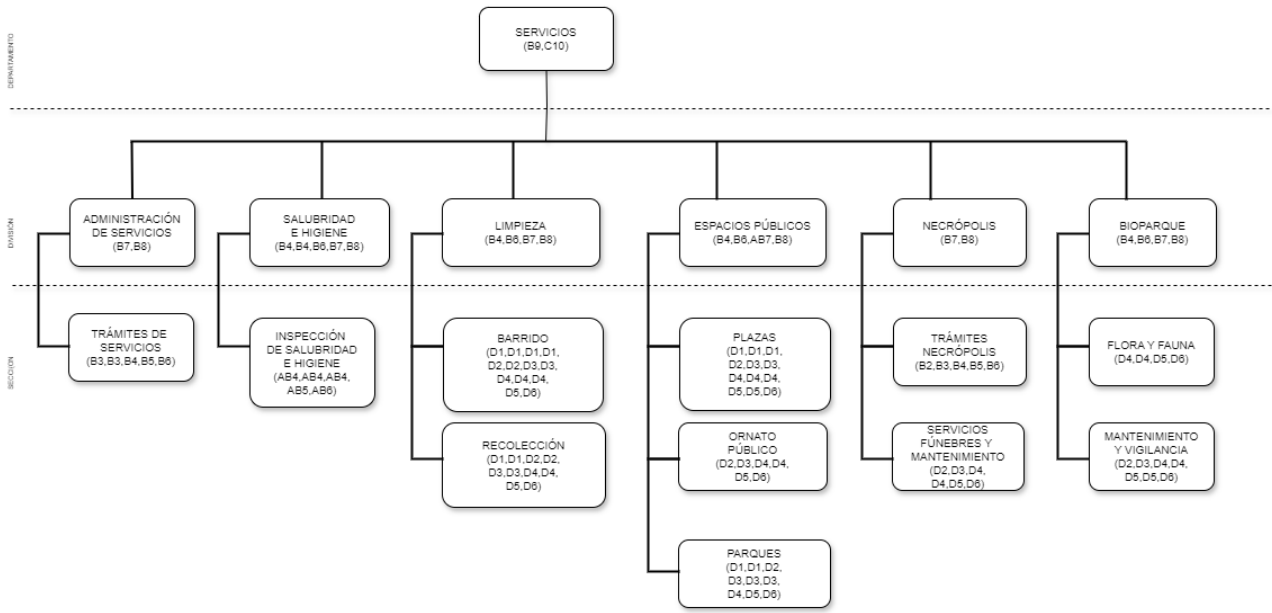 DEPARTAMENTO
SERVICIOS
(B9,C10)
DIVISIÓN
ADMINISTRACIÓN
DE SERVICIOS
(B7,B8)
SALUBRIDAD
E HIGIENE
(B4,B4,B6,B7,B8)
LIMPIEZA
(B4,B6,B7,B8)
ESPACIOS PÚBLICOS
(B4,B6,AB7,B8)
NECRÓPOLIS
(B7,B8)
BIOPARQUE
(B4,B6,B7,B8)
SECCIÓN
TRÁMITES DE
SERVICIOS
(B3,B3,B4,B5,B6)
INSPECCIÓN
DE SALUBRIDAD
E HIGIENE
(AB4,AB4,AB4,
AB5,AB6)
BARRIDO
(D1,D1,D1,D1,
D2,D2,D3,D3,
D4,D4,D4,
D5,D6)
RECOLECCIÓN
(D1,D1,D2,D2,
D3,D3,D4,D4,
D5,D6)
PLAZAS
(D1,D1,D1,
D2,D3,D3,
D4,D4,D4,
D5,D5,D6)
ORNATO
PÚBLICO
(D2,D3,D4,D4,
D5,D6)
PARQUES
(D1,D1,D2,
D3,D3,D3,
D4,D5,D6)
TRÁMITES
NECRÓPOLIS
(B2,B3,B4,B5,B6)
SERVICIOS
FÚNEBRES Y
MANTENIMIENTO
(D2,D3,D4,
D4,D5,D6)
FLORA Y FAUNA
(D4,D4,D5,D6)
MANTENIMIENTO
Y VIGILANCIA
(D2,D3,D4,D4,
D5,D5,D6)